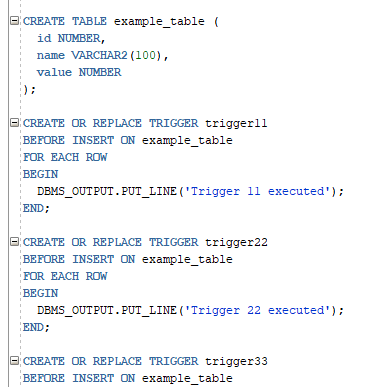 CREATE TABLE example_table (
id NUMBER,
name VARCHAR2(100),
value NUMBER
);
CREATE OR REPLACE TRIGGER trigger11
BEFORE INSERT ON example_table
FOR EACH ROW
BEGIN
DBMS_OUTPUT.PUT_LINE('Trigger 11 executed');
END;
CREATE OR REPLACE TRIGGER trigger22
BEFORE INSERT ON example_table
FOR EACH ROW
BEGIN
DBMS_OUTPUT.PUT_LINE('Trigger 22 executed');
END;
CREATE OR REPLACE TRIGGER trigger33
BEFORE INSERT ON example_table